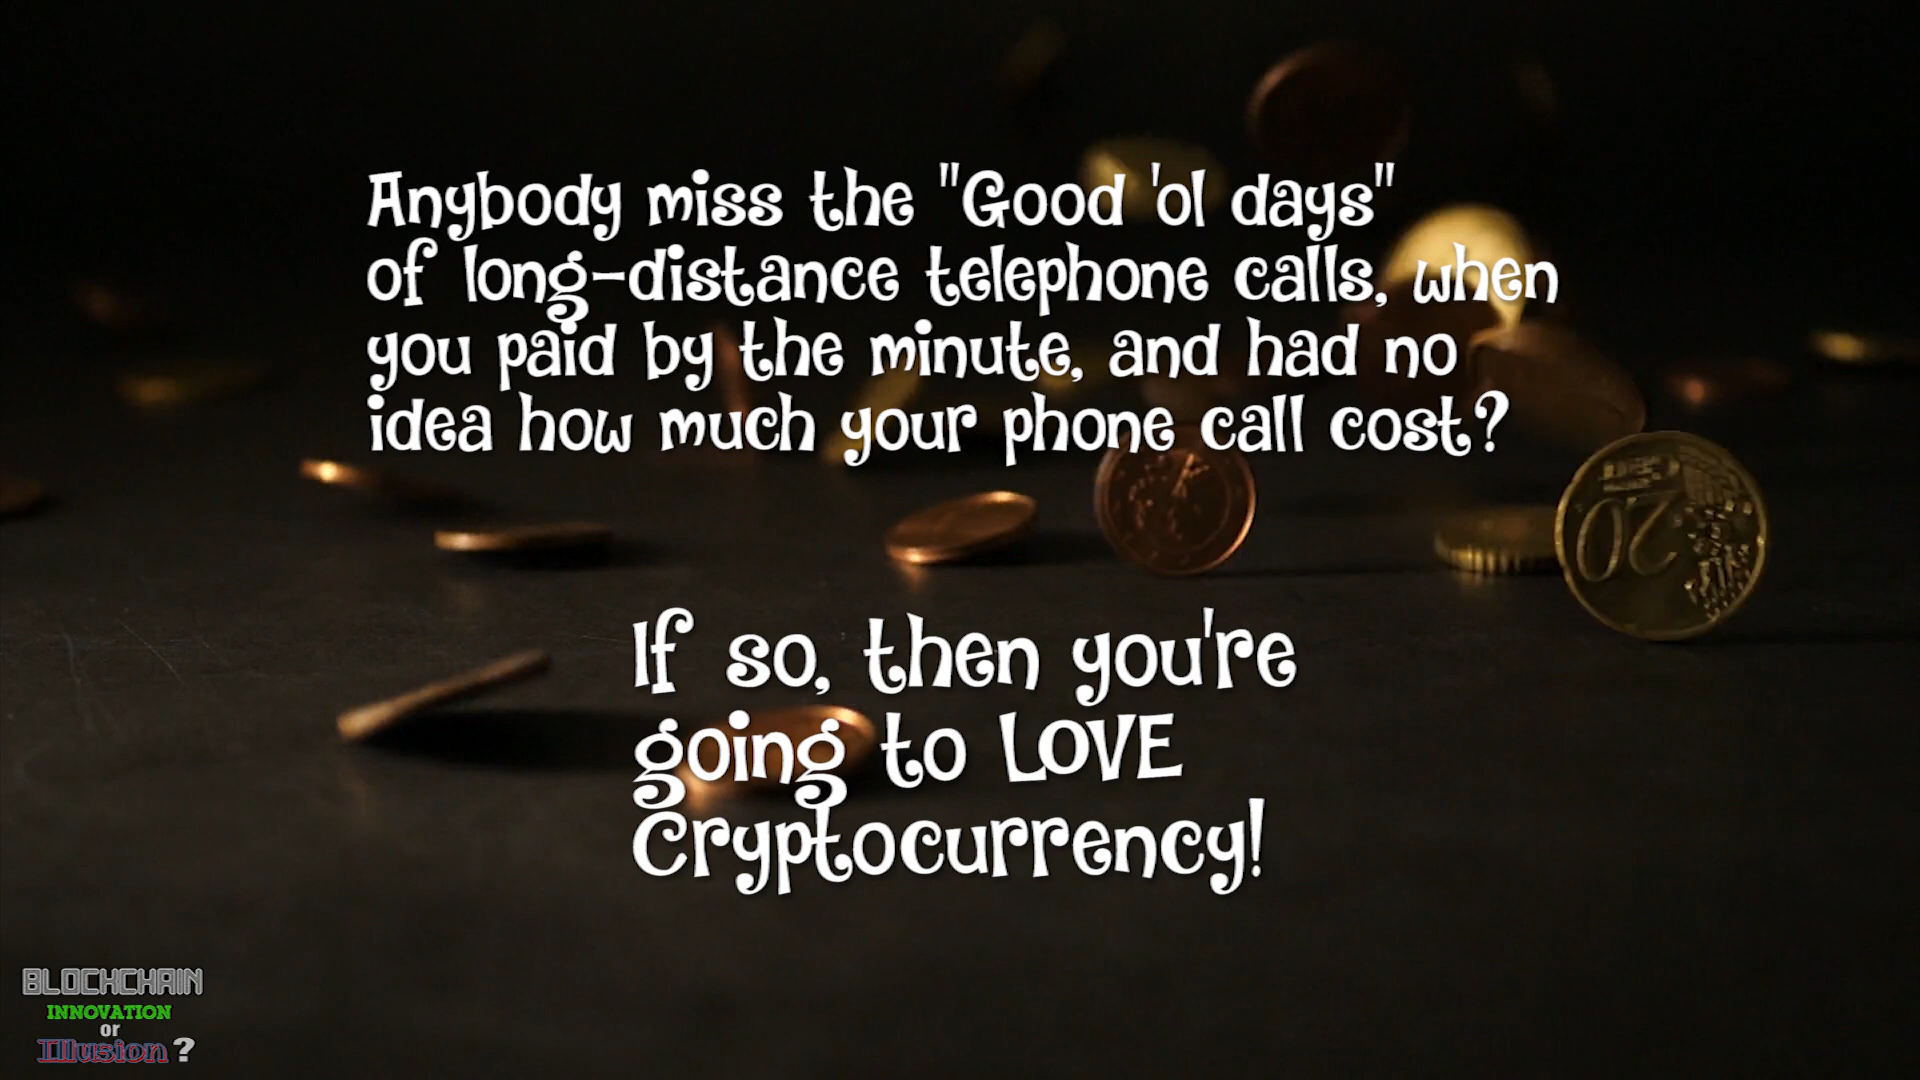 Anybody miss the "Good 'ol days"
of long-distance telephone calls, when
you paid by the minute, and had no
idea how much your phone call cost?
20
If so, then you're
going to LOVE
Cryptocurrency!
BLOCKCHAIN
INNOVATION
or
Illusion?